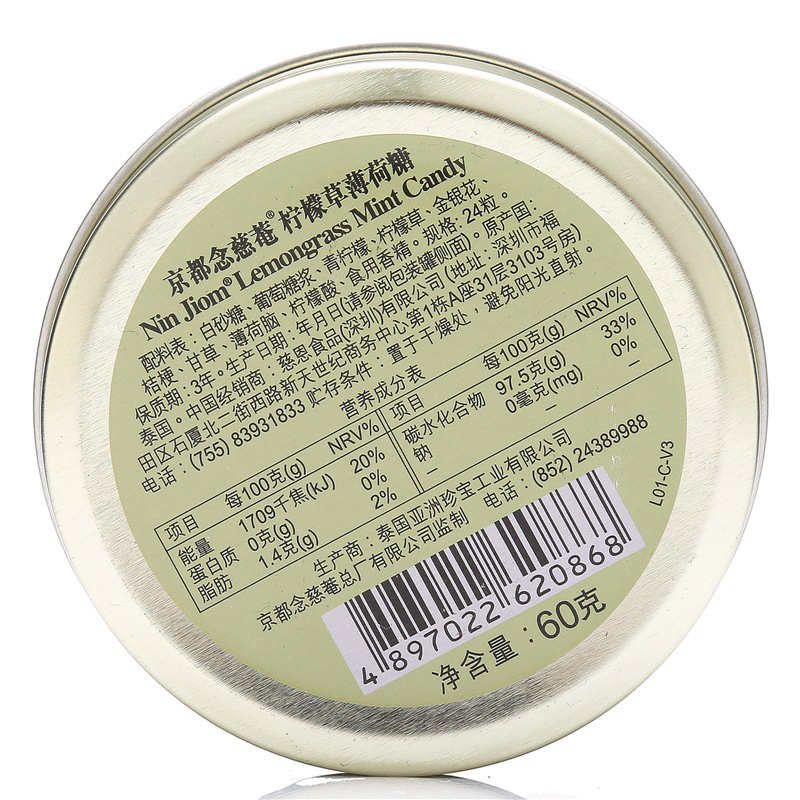 京都念慈菴®柠檬草薄荷糖
Nin Jiom® Lemongrass Mint Candy
配料表：白砂糖、葡萄糖浆、青柠檬、柠檬草、金银花、
桔梗、甘草、薄荷脑、柠檬酸、食用香精。规格：24粒。
保质期：3年。生产日期：年月日(请参阅包装罐侧面)。原产国：
泰国。中国经销商：慈恩食品(深圳)有限公司(地址：深圳市福
田区石厦北二街西路新天世纪商务中心第1栋A座31层3103号房)
电话：(755) 83931833 贮存条件：置于干燥处，避免阳光直射。
营养成分表
项目 每100克(g) NRV% 项目 每100克(g) NRV%
能量 1709千焦(kJ) 20% 碳水化合物 97.5克(g) 33%
蛋白质 0克(g) 0% 钠 0毫克(mg) 0%
脂肪 1.4克(g) 2% – – –
生产商：泰国亚洲珍宝工业有限公司
京都念慈菴总厂有限公司监制 电话：(852) 24389988
L01-C-V3
4 897022 620868
净含量：60克